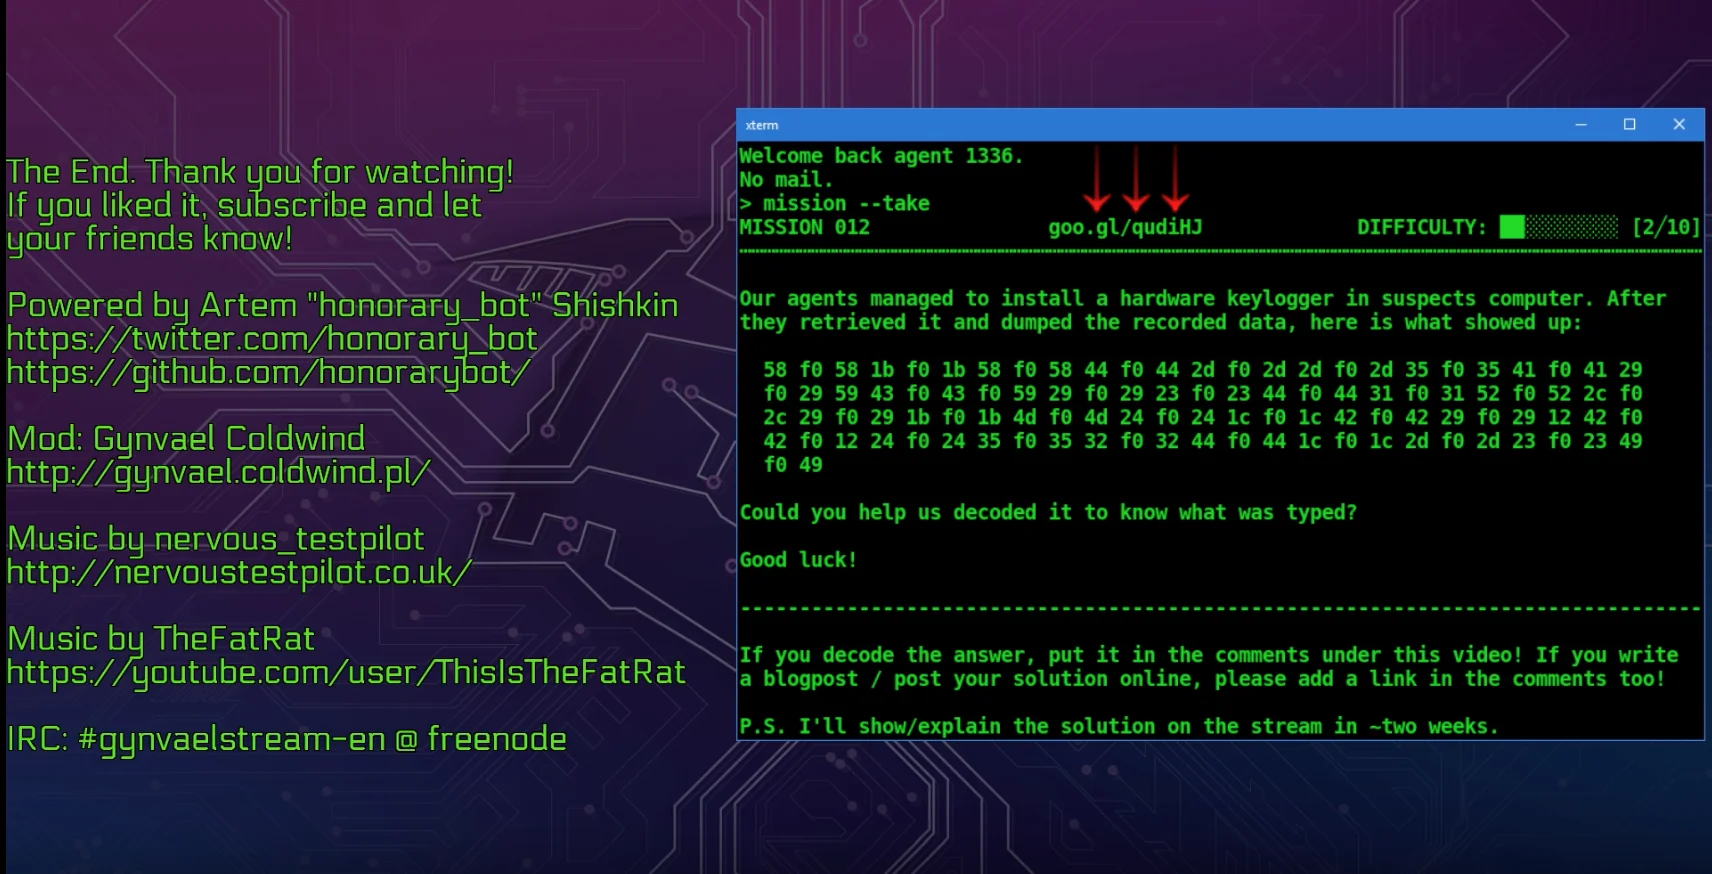 The End. Thank you for watching!
If you liked it, subscribe and let
your friends know!
Powered by Artem "honorary_bot" Shishkin
https://twitter.com/honorary_bot
https://github.com/honorarybot/
Mod: Gynvael Coldwind
http://gynvael.coldwind.pl/
Music by nervous_testpilot
http://nervoustestpilot.co.uk/
Music by TheFatRat
https://youtube.com/user/ThisIsTheFatRat
IRC: #gynvaelstream-en @ freenode
xterm
Welcome back agent 1336.
No mail.
> mission --take
MISSION 012 goo.gl/qudiHJ DIFFICULTY: [2/10]
Our agents managed to install a hardware keylogger in suspects computer. After
they retrieved it and dumped the recorded data, here is what showed up:
58 f0 58 1b f0 1b 58 f0 58 44 f0 44 2d f0 2d 2d f0 2d 35 f0 35 41 f0 41 29
f0 29 59 43 f0 43 f0 59 29 f0 29 23 f0 23 44 f0 44 31 f0 31 52 f0 52 2c f0
2c 29 f0 29 1b f0 1b 4d f0 4d 24 f0 24 1c f0 1c 42 f0 42 29 f0 29 12 42 f0
42 f0 12 24 f0 24 35 f0 35 32 f0 32 44 f0 44 1c f0 1c 2d f0 2d 23 f0 23 49
f0 49
Could you help us decoded it to know what was typed?
Good luck!
--------------------------------------------------------------------------------
If you decode the answer, put it in the comments under this video! If you write
a blogpost / post your solution online, please add a link in the comments too!
P.S. I'll show/explain the solution on the stream in ~two weeks.